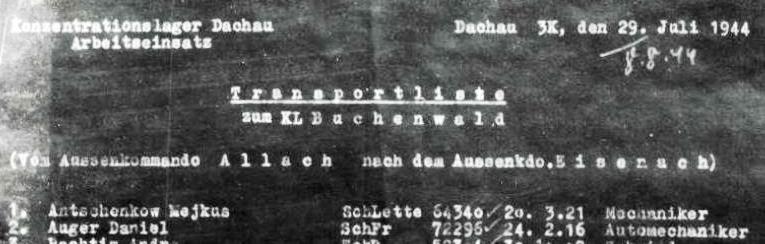 Konzentrationslager Dachau Dachau 3K, den 29. Juli 1944
Arbeitseinsatz 8.8.44
Transportliste
zum KL Buchenwald
(Vom Aussenkommando Allach nach dem Aussenkdo.Eisenach)
1. Antschenkow Mejkus SchLette 64340 20. 3.21 Mechaniker
2. Auger Daniel SchFr 72296 24. 2.16 Automechaniker